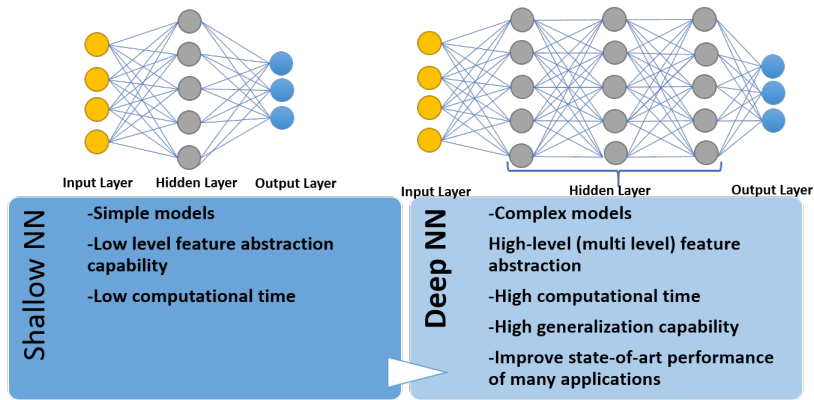 Input Layer
Hidden Layer
Output Layer
Input Layer
Hidden Layer
Output Layer
Shallow NN
-Simple models
-Low level feature abstraction
capability
-Low computational time
Deep NN
-Complex models
High-level (multi level) feature
abstraction
-High computational time
-High generalization capability
-Improve state-of-art performance
of many applications